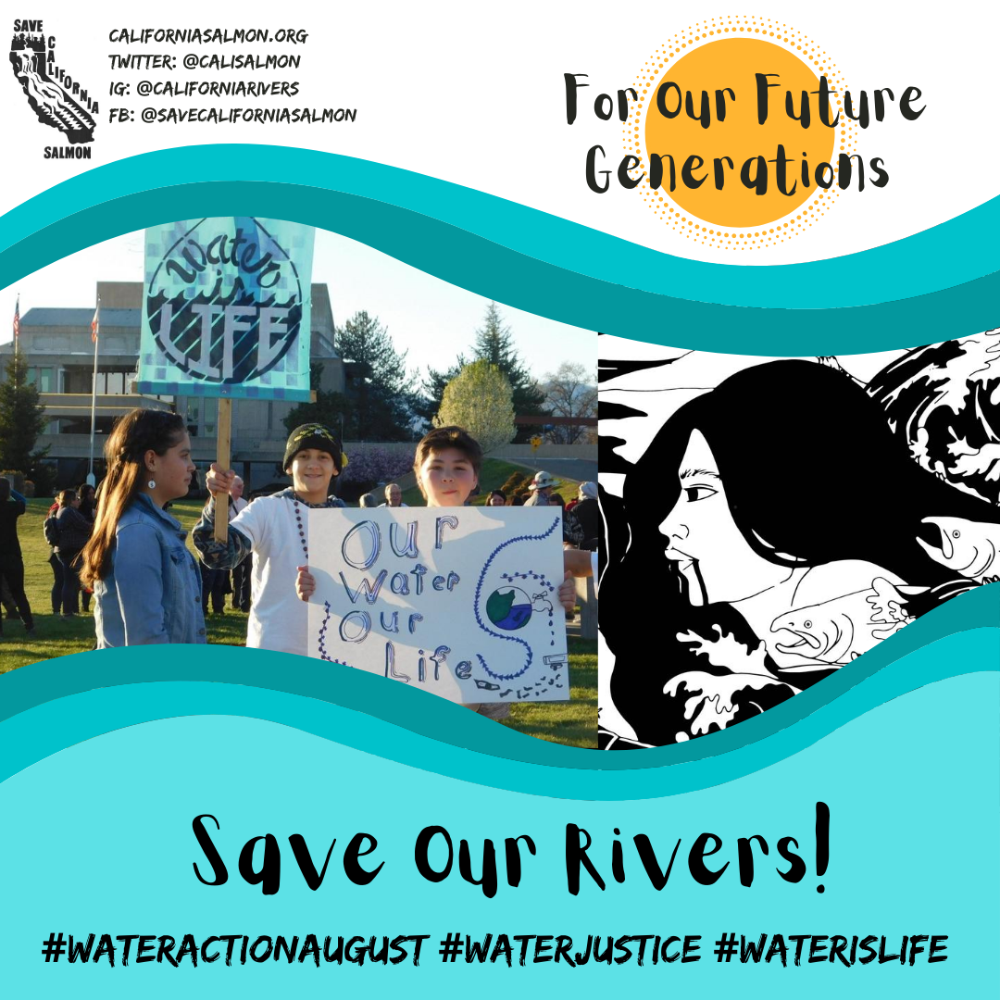 SAVE
CALIFORNIA
SALMON
CALIFORNIASALMON.ORG
TWITTER: @CALISALMON
IG: @CALIFORNIARIVERS
FB: @SAVECALIFORNIASALMON
For Our Future
Generations
water
is
LIFE
Our
Water
Our
Life
Save Our Rivers!
#WATERACTIONAUGUST #WATERJUSTICE #WATERISLIFE